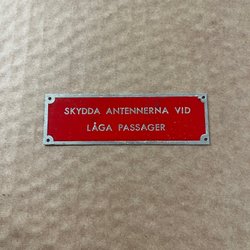 SKYDDA ANTENNERNA VID
LÅGA PASSAGER